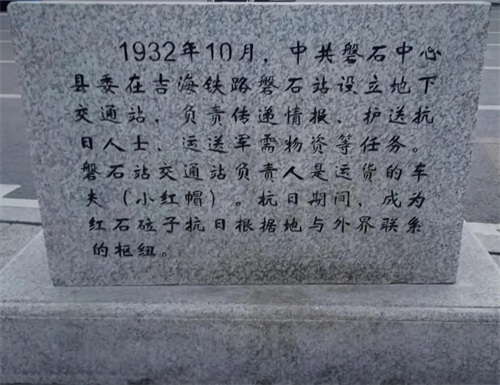 1932年10月，中共磐石中心
县委在吉海铁路磐石站设立地下
交通站，负责传递情报、护送抗
日人士、运送军需物资等任务。
磐石站交通站负责人是运货的车
夫（小红帽）。抗日期间，成为
红石砬子抗日根据地与外界联系
的枢纽。